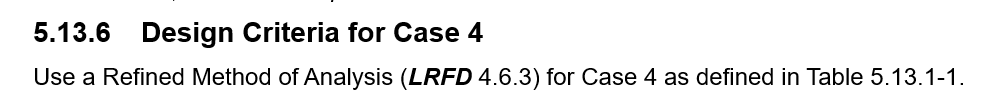 5.13.6 Design Criteria for Case 4
Use a Refined Method of Analysis (LRFD 4.6.3) for Case 4 as defined in Table 5.13.1-1.